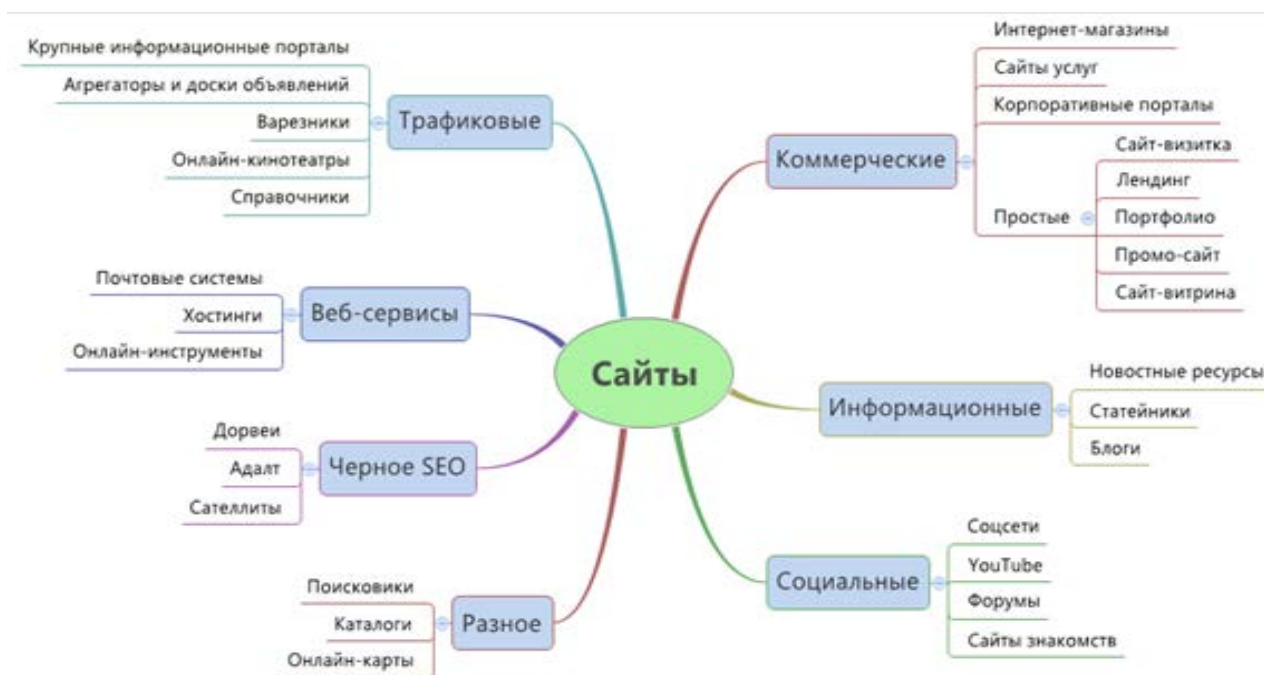 Сайты
Трафиковые
Крупные информационные порталы
Агрегаторы и доски объявлений
Варезники
Онлайн-кинотеатры
Справочники
Веб-сервисы
Почтовые системы
Хостинги
Онлайн-инструменты
Черное SEO
Дорвеи
Адалт
Сателлиты
Разное
Поисковики
Каталоги
Онлайн-карты
Коммерческие
Интернет-магазины
Сайты услуг
Корпоративные порталы
Простые
Сайт-визитка
Лендинг
Портфолио
Промо-сайт
Сайт-витрина
Информационные
Новостные ресурсы
Статейники
Блоги
Социальные
Соцсети
YouTube
Форумы
Сайты знакомств